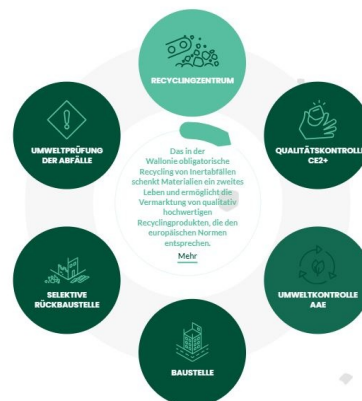 RECYCLINGZENTRUM
UMWELTPRÜFUNG
DER ABFÄLLE
QUALITÄTSKONTROLLE
CE2+
Das in der
Wallonie obligatorische
Recycling von Inertabfällen
schenkt Materialien ein zweites
Leben und ermöglicht die
Vermarktung von qualitativ
hochwertigen
Recyclingprodukten, die den
europäischen Normen
entsprechen.
Mehr
SELEKTIVE
RÜCKBAUSTELLE
UMWELTKONTROLLE
AAE
BAUSTELLE